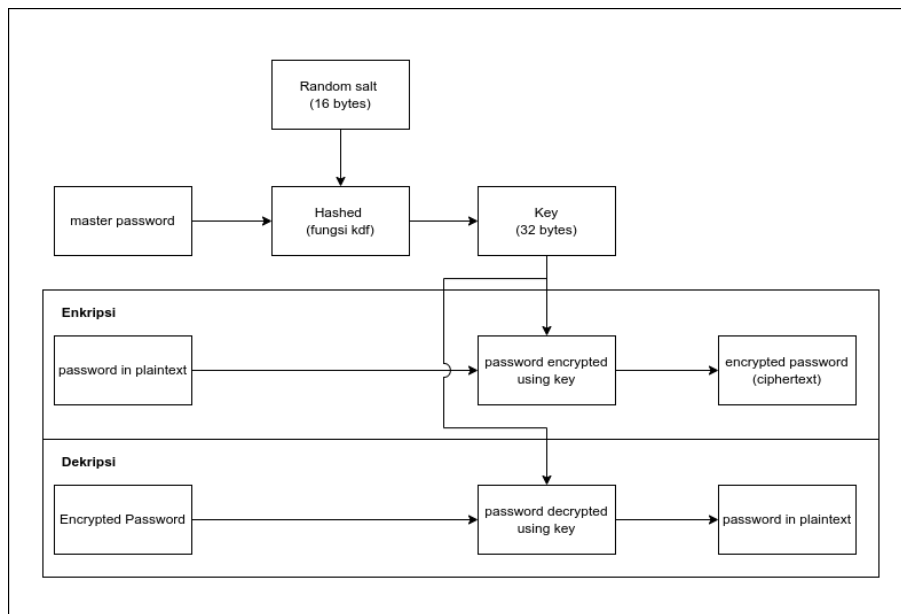 Random salt
(16 bytes)
master password
Hashed
(fungsi kdf)
Key
(32 bytes)
Enkripsi
password in plaintext
password encrypted
using key
encrypted password
(ciphertext)
Dekripsi
Encrypted Password
password decrypted
using key
password in plaintext